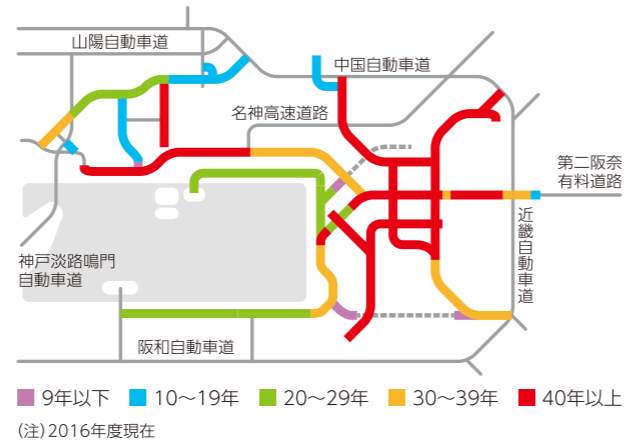 山陽自動車道
中国自動車道
名神高速道路
第二阪奈
有料道路
近畿自動車道
神戸淡路鳴門
自動車道
阪和自動車道
9年以下 10〜19年 20〜29年 30〜39年 40年以上
(注)2016年度現在